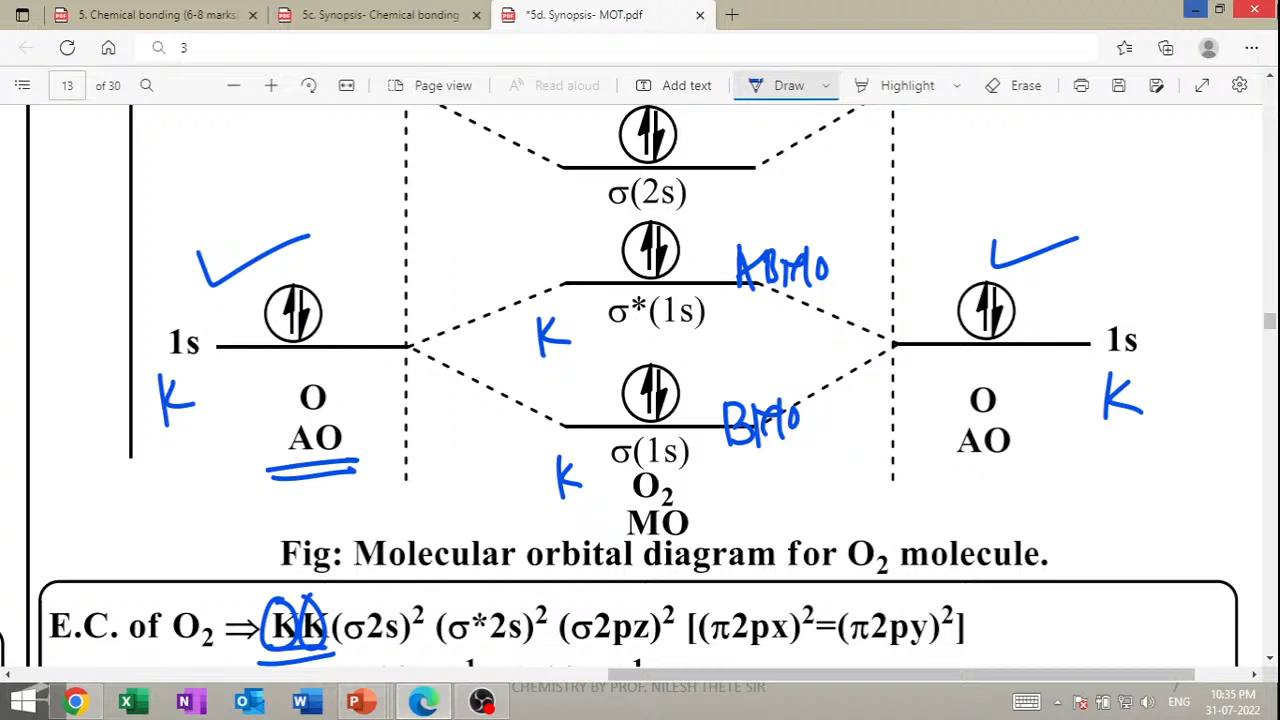 5. Chemical bonding (6-8 marks)
5c. Synopsis- Chemical bonding
*5d. Synopsis- MOT.pdf
3
13 of 30
Page view
Read aloud
Add text
Draw
Highlight
Erase
σ(2s)
ABMO
σ*(1s)
K
1s
1s
K
K
O
O
BMO
AO
AO
σ(1s)
K
O₂
MO
Fig: Molecular orbital diagram for O₂ molecule.
E.C. of O₂ ⇒ KK(σ2s)² (σ*2s)² (σ2pz)² [(π2px)²=(π2py)²]
CHEMISTRY BY PROF. NILESH THETE SIR
ENG
10:35 PM
31-07-2022